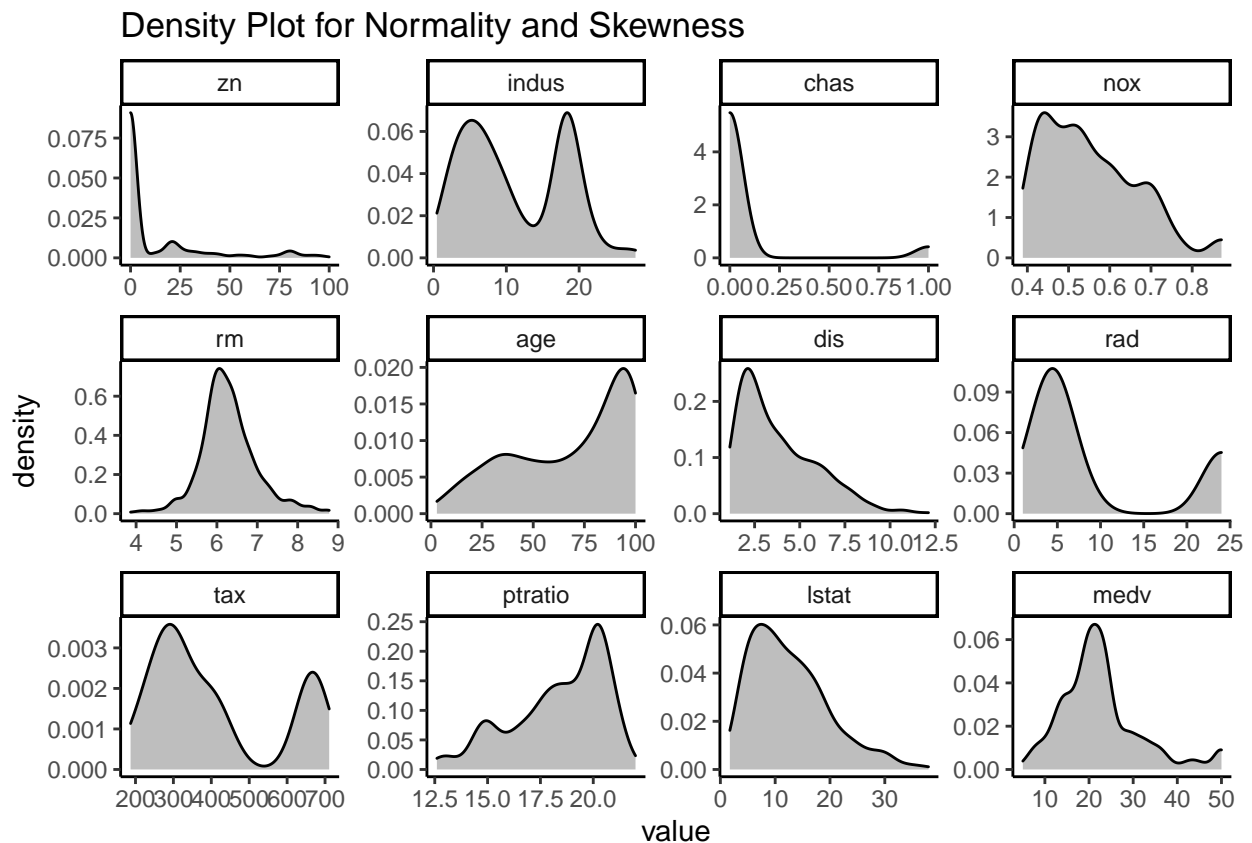 Density Plot for Normality and Skewness
zn indus chas nox
0.075
0.050
0.025
0.000
0 25 50 75 100
0.06
0.04
0.02
0.00
0 10 20
4
2
0
0.00 0.25 0.50 0.75 1.00
3
2
1
0
0.4 0.5 0.6 0.7 0.8
rm age dis rad
0.6
0.4
0.2
0.0
4 5 6 7 8 9
0.020
0.015
0.010
0.005
0.000
0 25 50 75 100
0.2
0.1
0.0
2.5 5.0 7.5 10.0 12.5
0.09
0.06
0.03
0.00
0 5 10 15 20 25
density
tax ptratio lstat medv
0.003
0.002
0.001
0.000
200 300 400 500 600 700
0.25
0.20
0.15
0.10
0.05
0.00
12.5 15.0 17.5 20.0
0.06
0.04
0.02
0.00
0 10 20 30
0.06
0.04
0.02
0.00
10 20 30 40 50
value